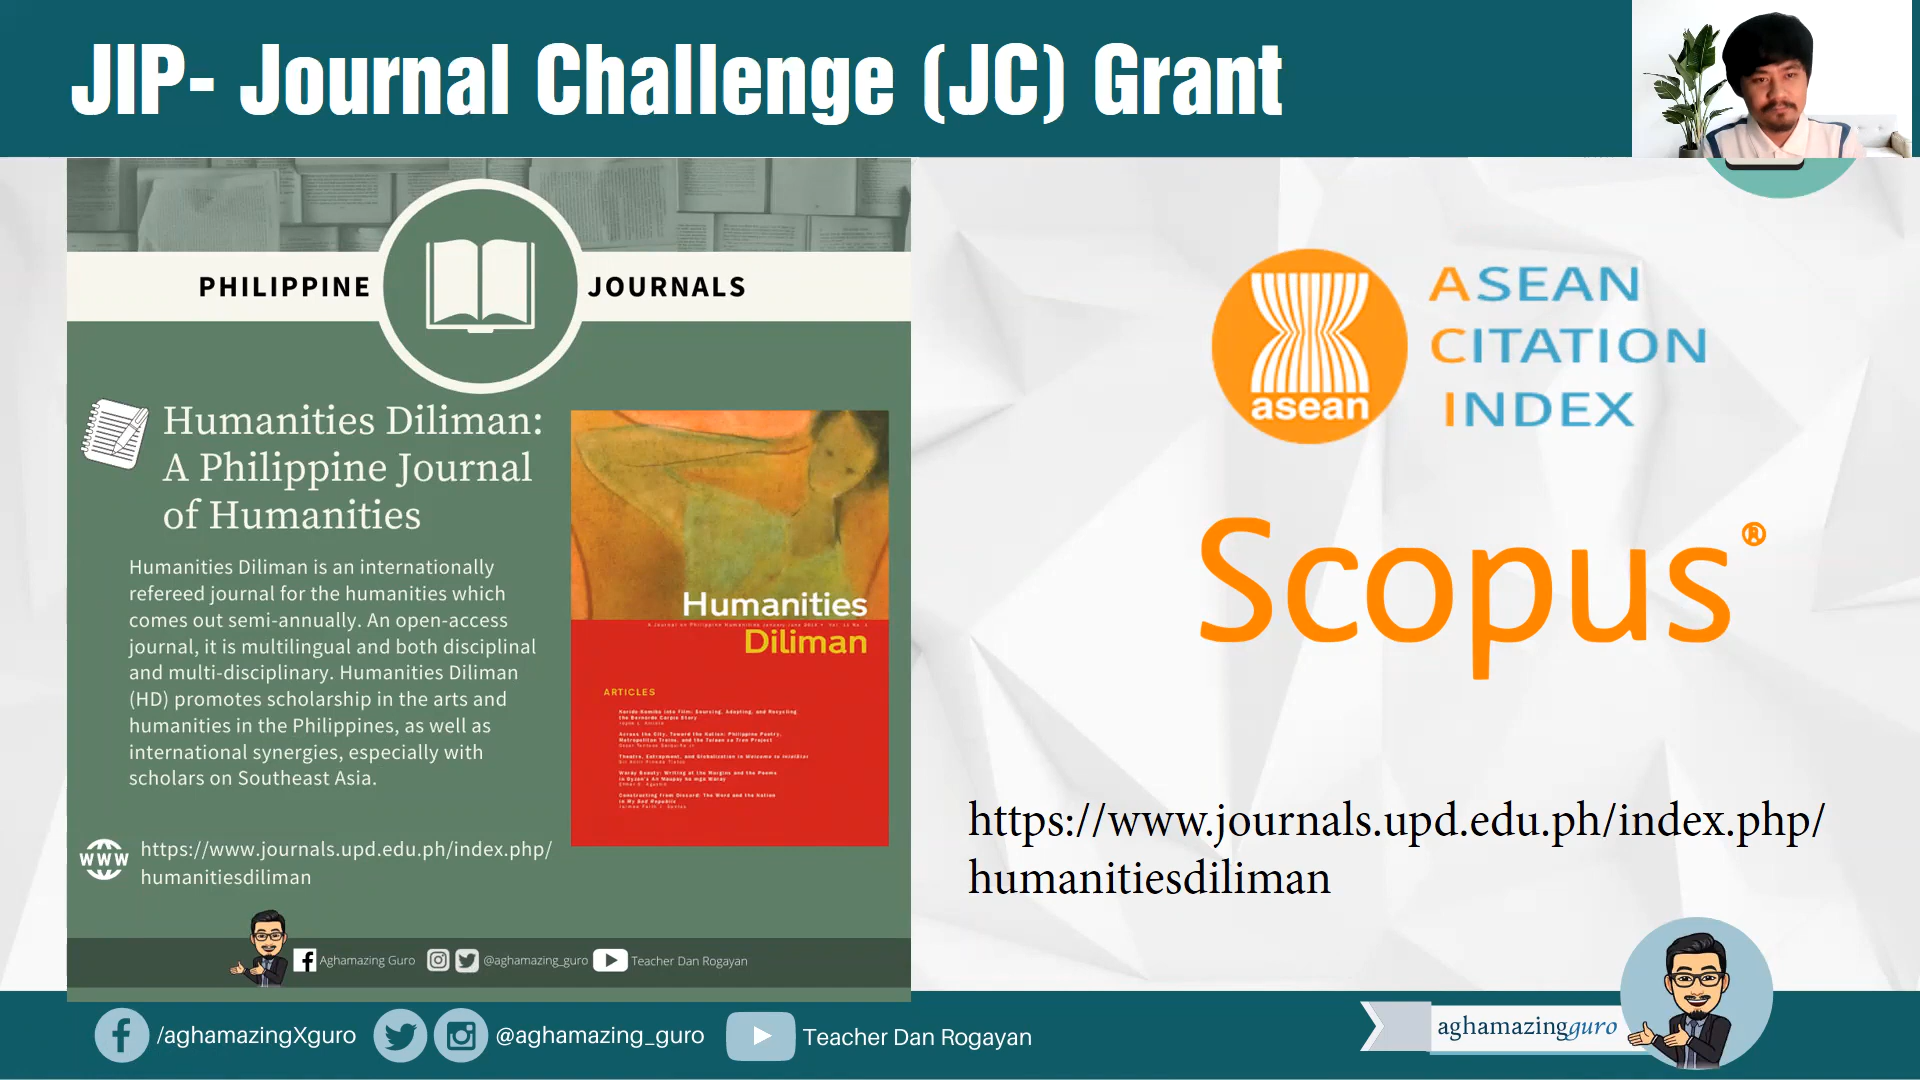 JIP- Journal Challenge (JC) Grant
PHILIPPINE JOURNALS
Humanities Diliman:
A Philippine Journal
of Humanities
Humanities Diliman is an internationally
refereed journal for the humanities which
comes out semi-annually. An open-access
journal, it is multilingual and both disciplinal
and multi-disciplinary. Humanities Diliman
(HD) promotes scholarship in the arts and
humanities in the Philippines, as well as
international synergies, especially with
scholars on Southeast Asia.
WWW
https://www.journals.upd.edu.ph/index.php/
humanitiesdiliman
Humanities
Diliman
ARTICLES
Aghamazing Guro @aghamazing_guro Teacher Dan Rogayan
asean
ASEAN
CITATION
INDEX
Scopus®
https://www.journals.upd.edu.ph/index.php/
humanitiesdiliman
/aghamazingXguro @aghamazing_guro Teacher Dan Rogayan
aghamazingguro